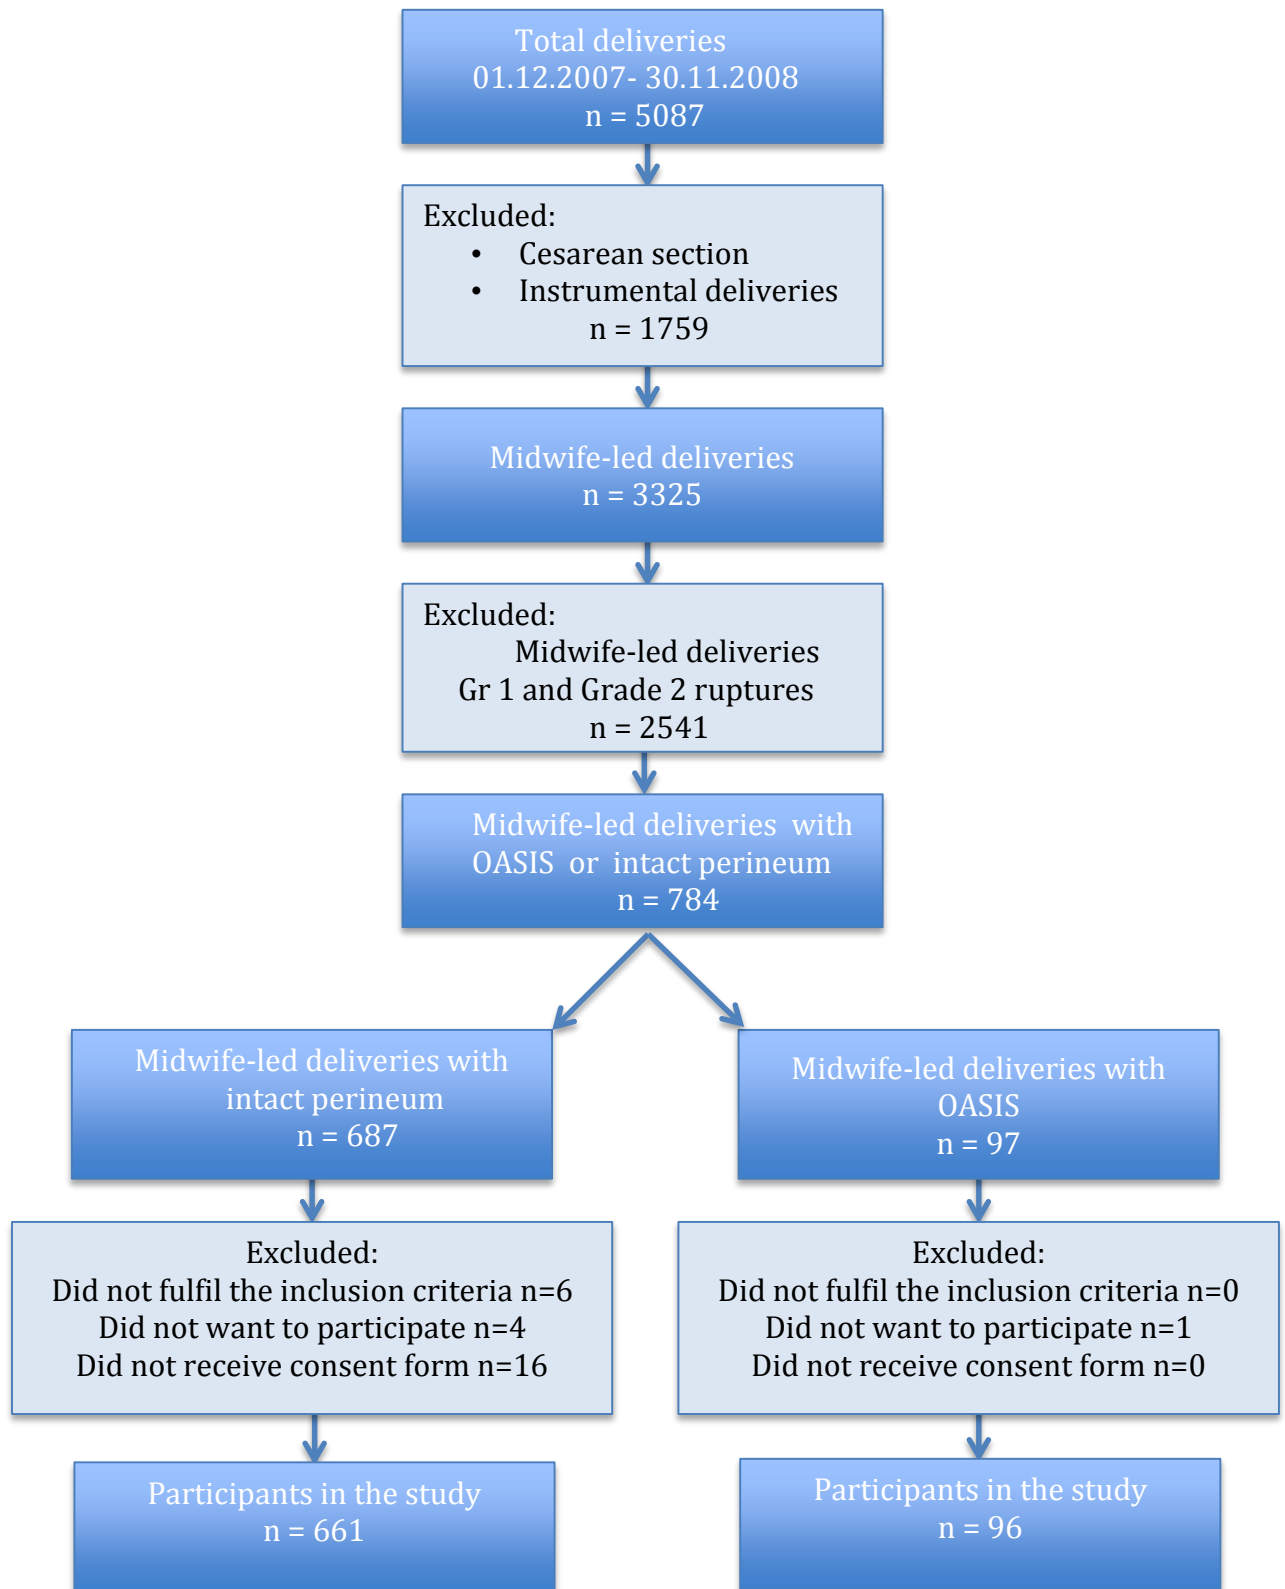 Total deliveries
01.12.2007- 30.11.2008
n = 5087
Excluded:
• Cesarean section
• Instrumental deliveries
n = 1759
Midwife-led deliveries
n = 3325
Excluded:
Midwife-led deliveries
Gr 1 and Grade 2 ruptures
n = 2541
Midwife-led deliveries with
OASIS or intact perineum
n = 784
Midwife-led deliveries with
intact perineum
n = 687
Midwife-led deliveries with
OASIS
n = 97
Excluded:
Did not fulfil the inclusion criteria n=6
Did not want to participate n=4
Did not receive consent form n=16
Excluded:
Did not fulfil the inclusion criteria n=0
Did not want to participate n=1
Did not receive consent form n=0
Participants in the study
n = 661
Participants in the study
n = 96